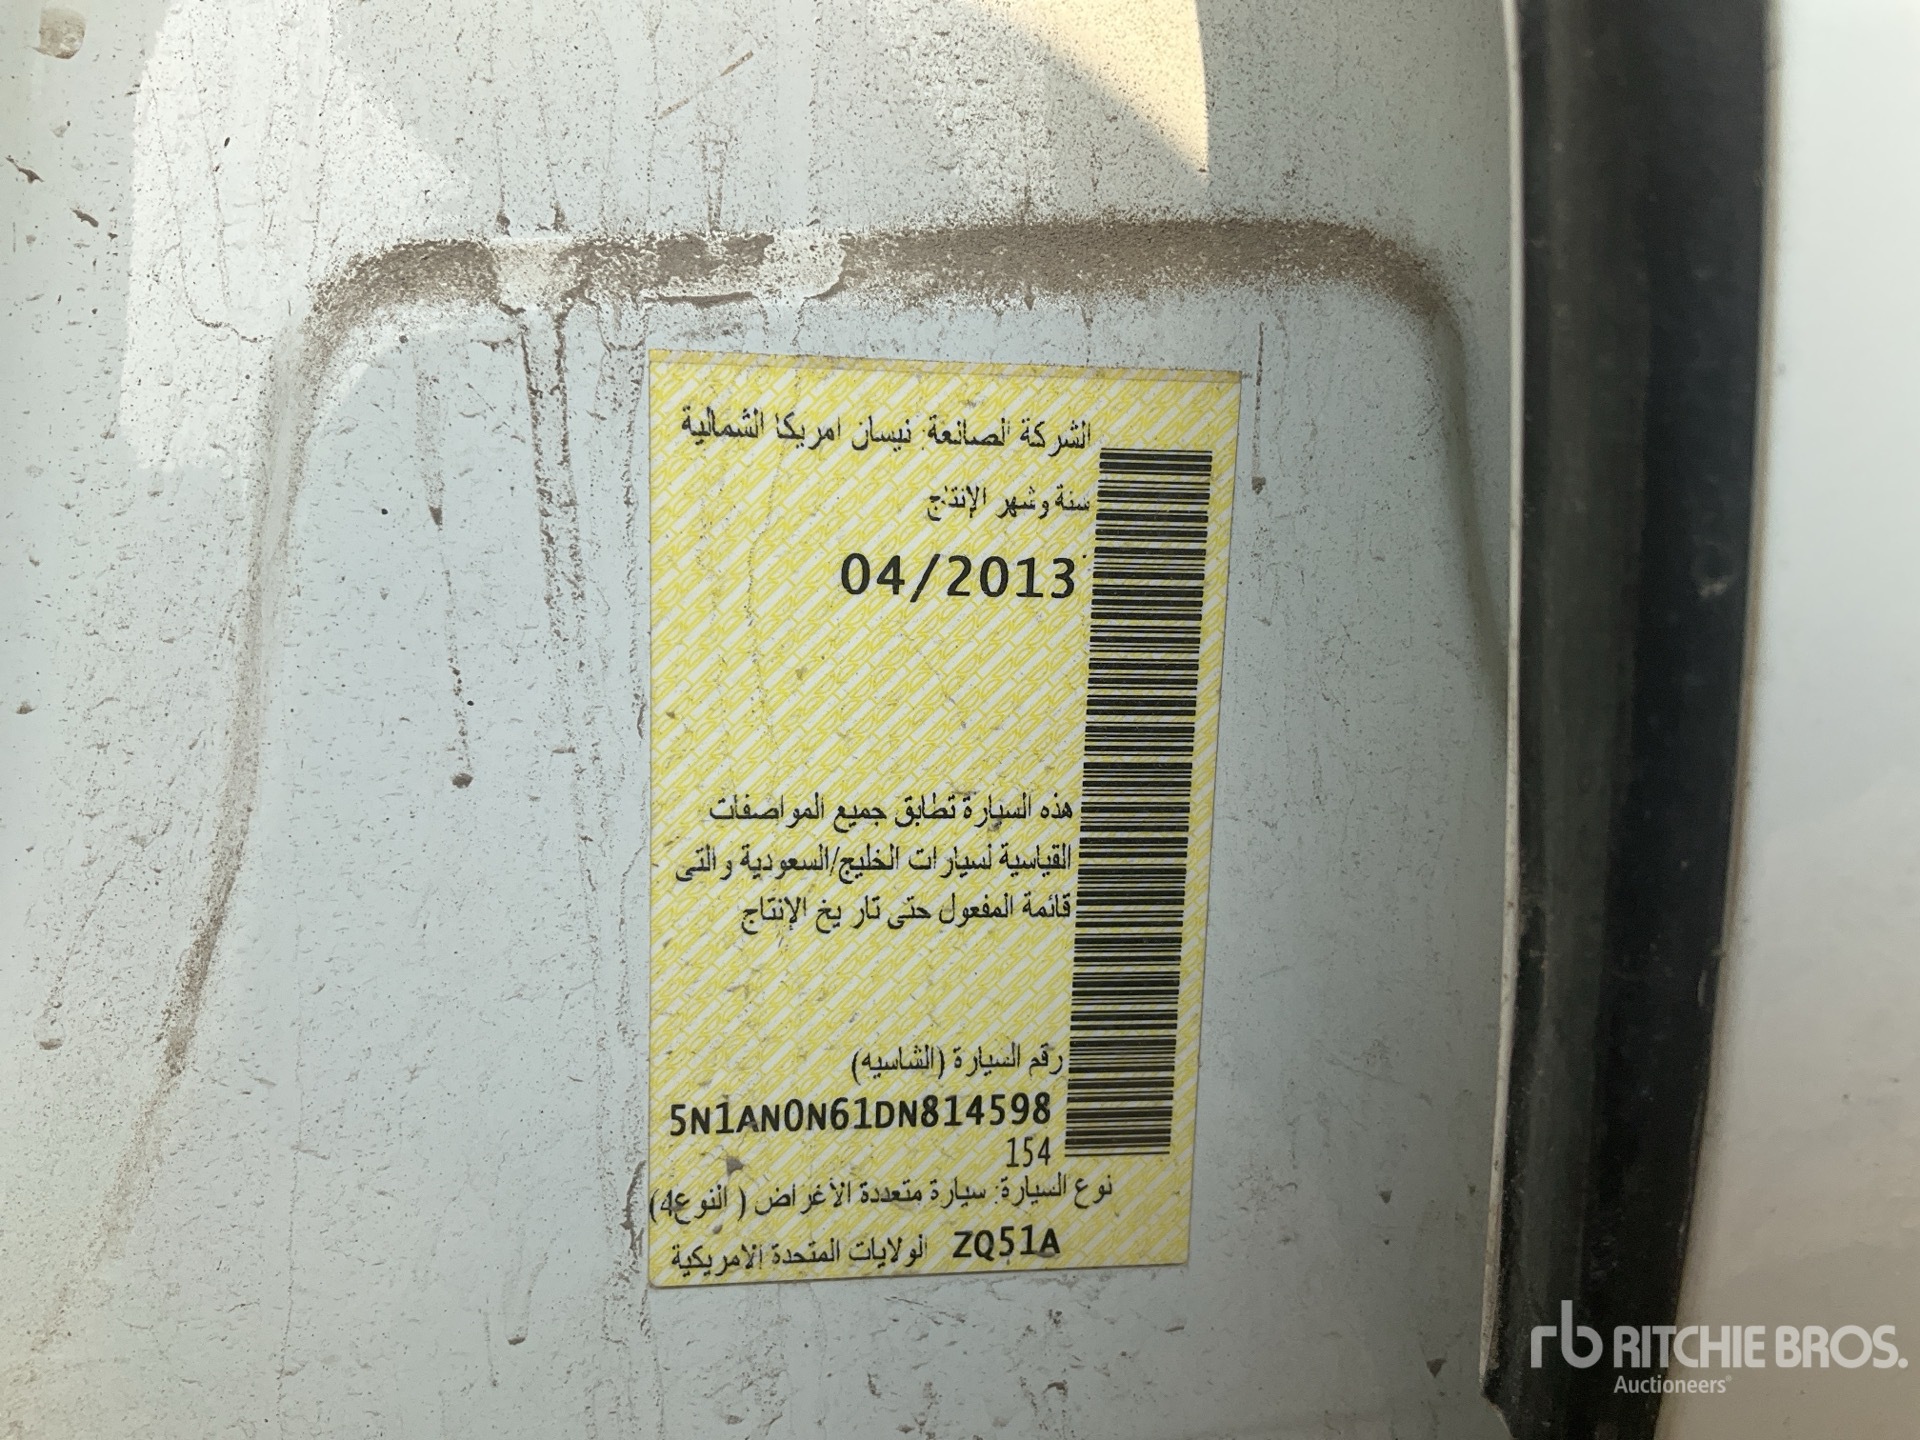 الشركة الصانعة: نيسان امريكا الشمالية
سنة وشهر الإنتاج
04/2013
هذه السيارة تطابق جميع المواصفات
القياسية لسيارات الخليج/السعودية والتى
قائمة المفعول حتى تاريخ الإنتاج
رقم السيارة (الشاسيه)
5N1AN0N61DN814598
154
نوع السيارة: سيارة متعددة الأغراض (النوع4)
ZQ51A الولايات المتحدة الامريكية
rb RITCHIE BROS.
Auctioneers